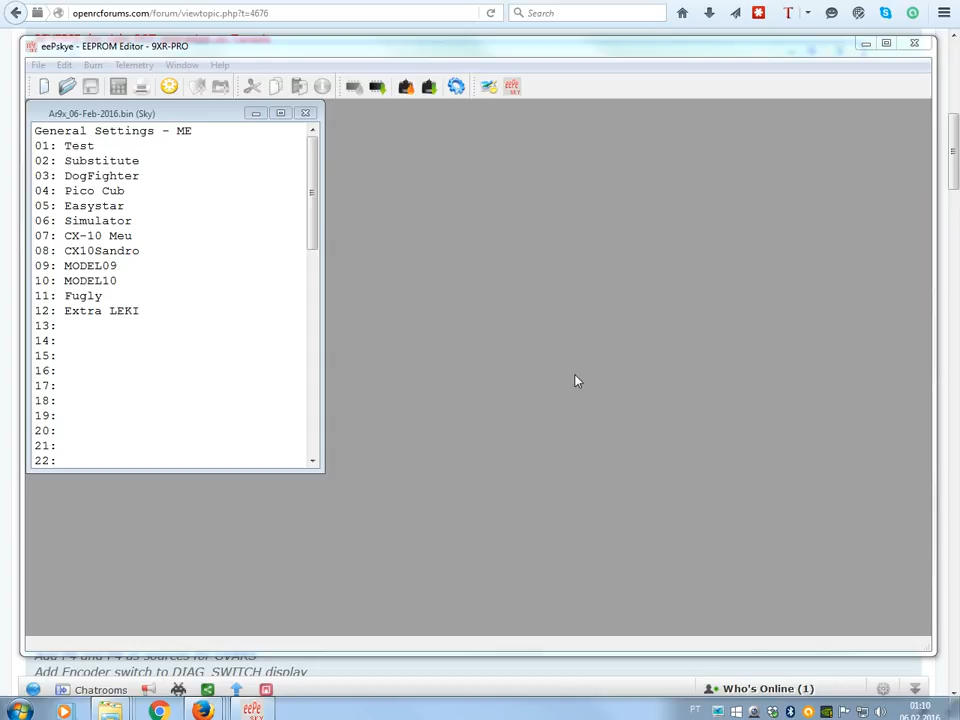 openrcforums.com/forum/viewtopic.php?t=4676
Search
eePskye - EEPROM Editor - 9XR-PRO
File Edit Burn Telemetry Window Help
Ar9x_06-Feb-2016.bin (Sky)
General Settings - ME
01: Test
02: Substitute
03: DogFighter
04: Pico Cub
05: Easystar
06: Simulator
07: CX-10 Meu
08: CX10Sandro
09: MODEL09
10: MODEL10
11: Fugly
12: Extra LEKI
13:
14:
15:
16:
17:
18:
19:
20:
21:
22:
Add Encoder switch to DIAG_SWITCH display
Chatrooms
Who's Online (1)
PT
01:10
06.02.2016